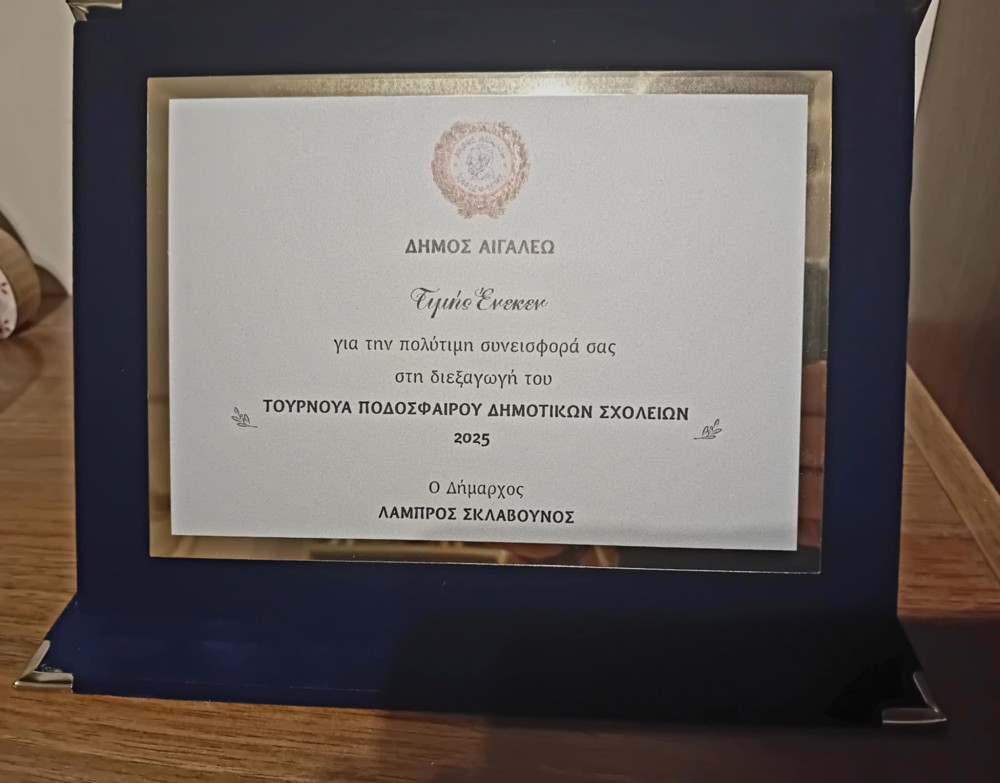 ΔΗΜΟΣ ΑΙΓΑΛΕΩ
Τιμής Ἕνεκεν
για την πολύτιμη συνεισφορά σας
στη διεξαγωγή του
ΤΟΥΡΝΟΥΑ ΠΟΔΟΣΦΑΙΡΟΥ ΔΗΜΟΤΙΚΩΝ ΣΧΟΛΕΙΩΝ
2025
Ο Δήμαρχος
ΛΑΜΠΡΟΣ ΣΚΛΑΒΟΥΝΟΣ